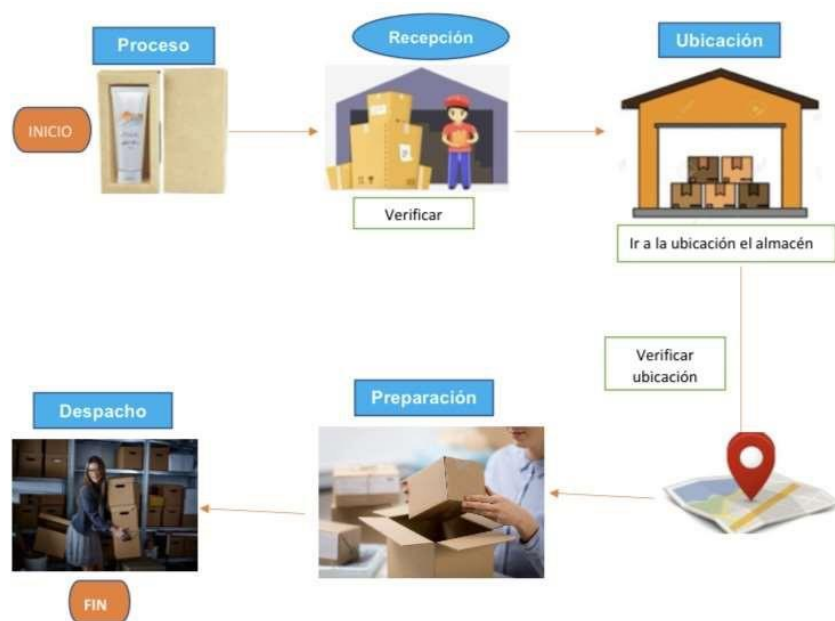 Proceso
Recepción
Ubicación
INICIO
Verificar
Ir a la ubicación el almacén
Verificar
ubicación
Despacho
Preparación
FIN